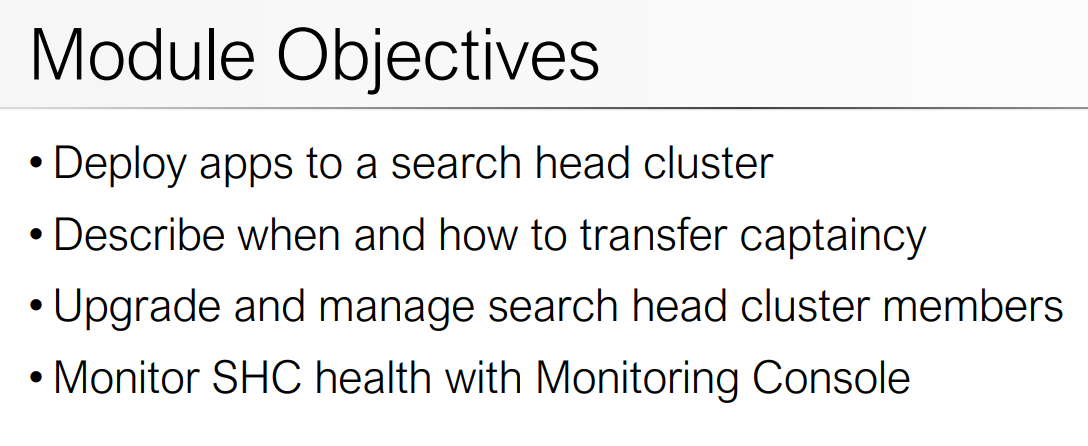 Module Objectives
• Deploy apps to a search head cluster
• Describe when and how to transfer captaincy
• Upgrade and manage search head cluster members
• Monitor SHC health with Monitoring Console